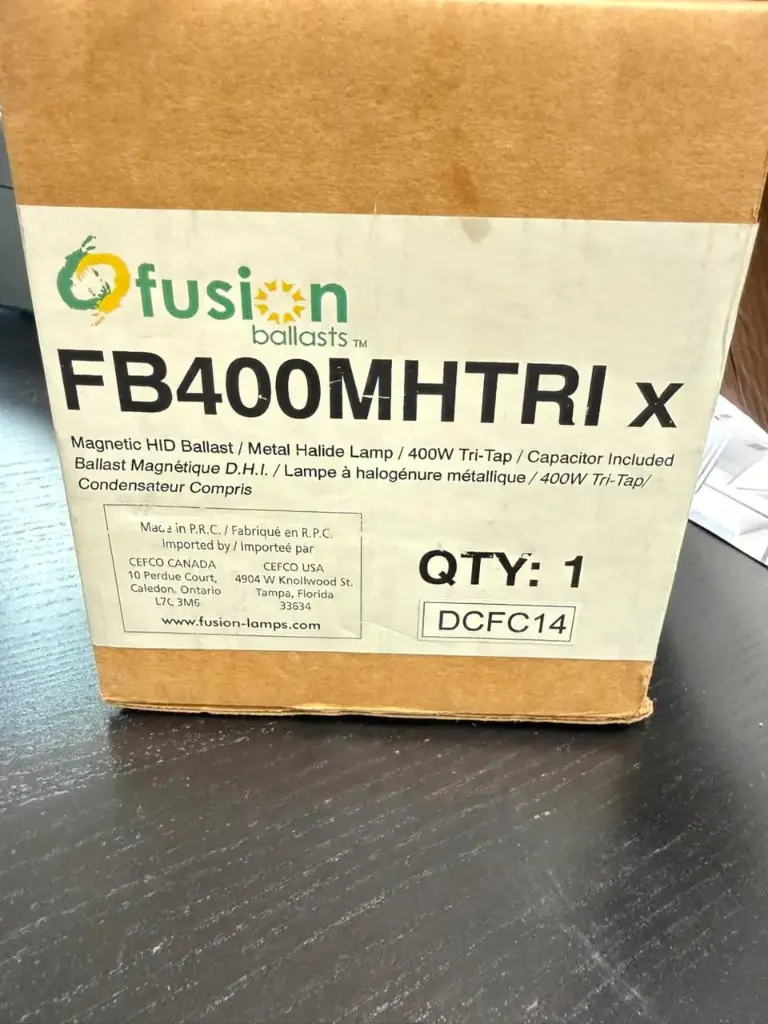 fusion
ballasts™
FB400MHTRI x
Magnetic HID Ballast / Metal Halide Lamp / 400W Tri-Tap / Capacitor Included
Ballast Magnétique D.H.I. / Lampe à halogénure métallique / 400W Tri-Tap/
Condensateur Compris
Made in P.R.C. / Fabriqué en R.P.C.
Imported by / Importeé par
CEFCO CANADA
10 Perdue Court,
Caledon, Ontario
L7C 3M6
CEFCO USA
4904 W Knollwood St.
Tampa, Florida
33634
www.fusion-lamps.com
QTY: 1
DCFC14